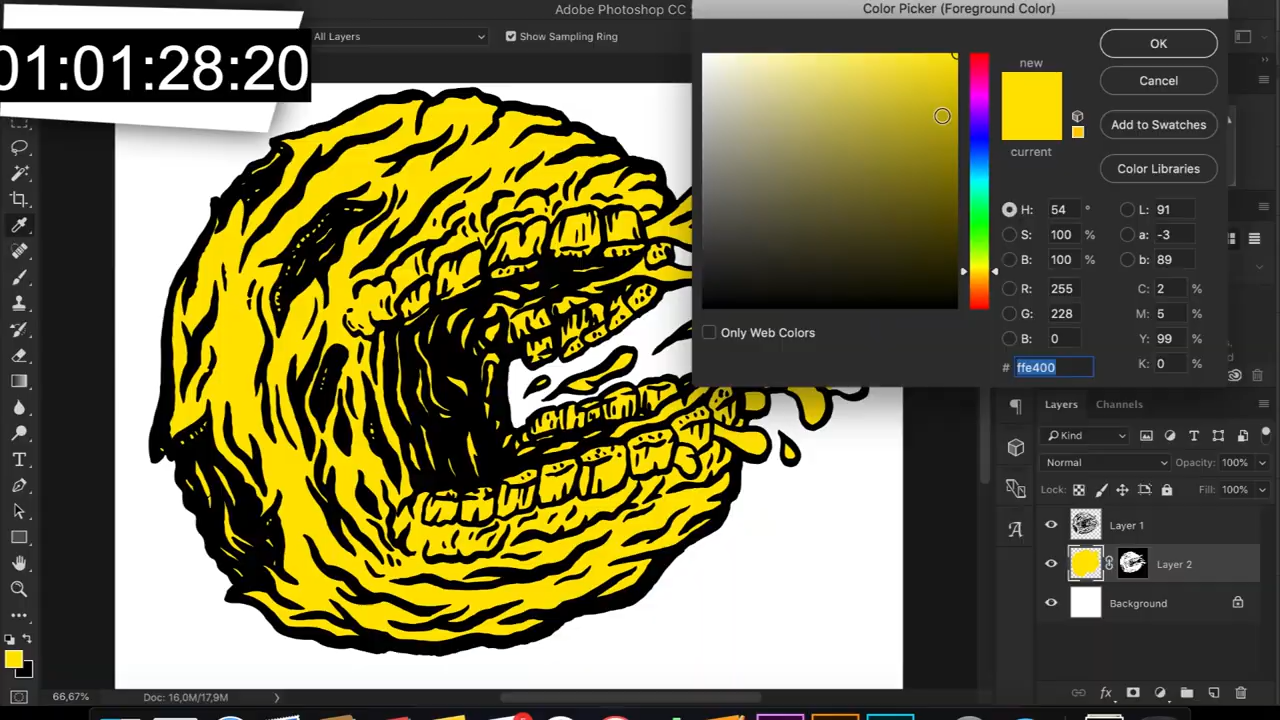 Adobe Photoshop CC
Color Picker (Foreground Color)
All Layers
Show Sampling Ring
01:01:28:20
new
current
OK
Cancel
Add to Swatches
Color Libraries
H: 54 °
S: 100 %
B: 100 %
R: 255
G: 228
B: 0
L: 91
a: -3
b: 89
C: 2 %
M: 5 %
Y: 99 %
K: 0 %
# ffe400
Only Web Colors
Layers Channels
Kind
Normal Opacity: 100%
Lock: Fill: 100%
Layer 1
Layer 2
Background
66,67% Doc: 16,0M/17,9M